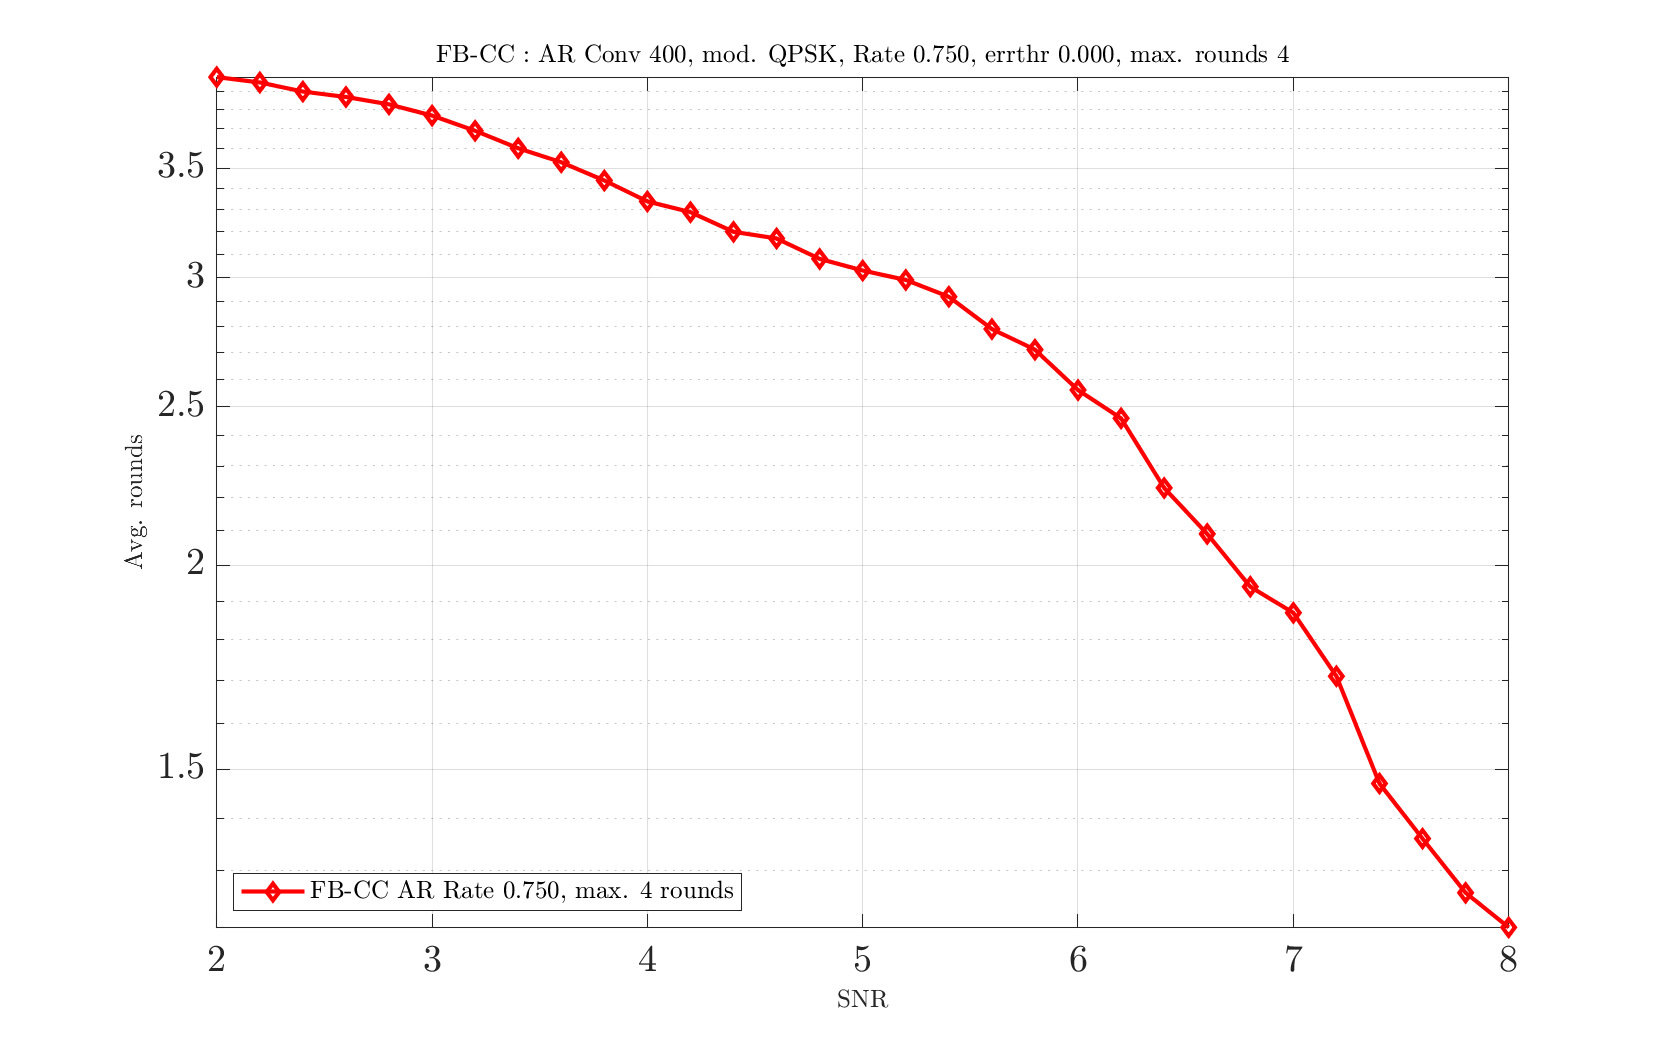 FB-CC : AR Conv 400, mod. QPSK, Rate 0.750, errthr 0.000, max. rounds 4
3.5
3
2.5
2
1.5
Avg. rounds
FB-CC AR Rate 0.750, max. 4 rounds
2 3 4 5 6 7 8
SNR